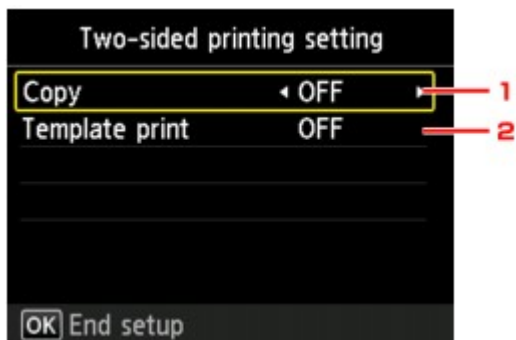 Two-sided printing setting
Copy OFF 1
Template print OFF 2
OK End setup